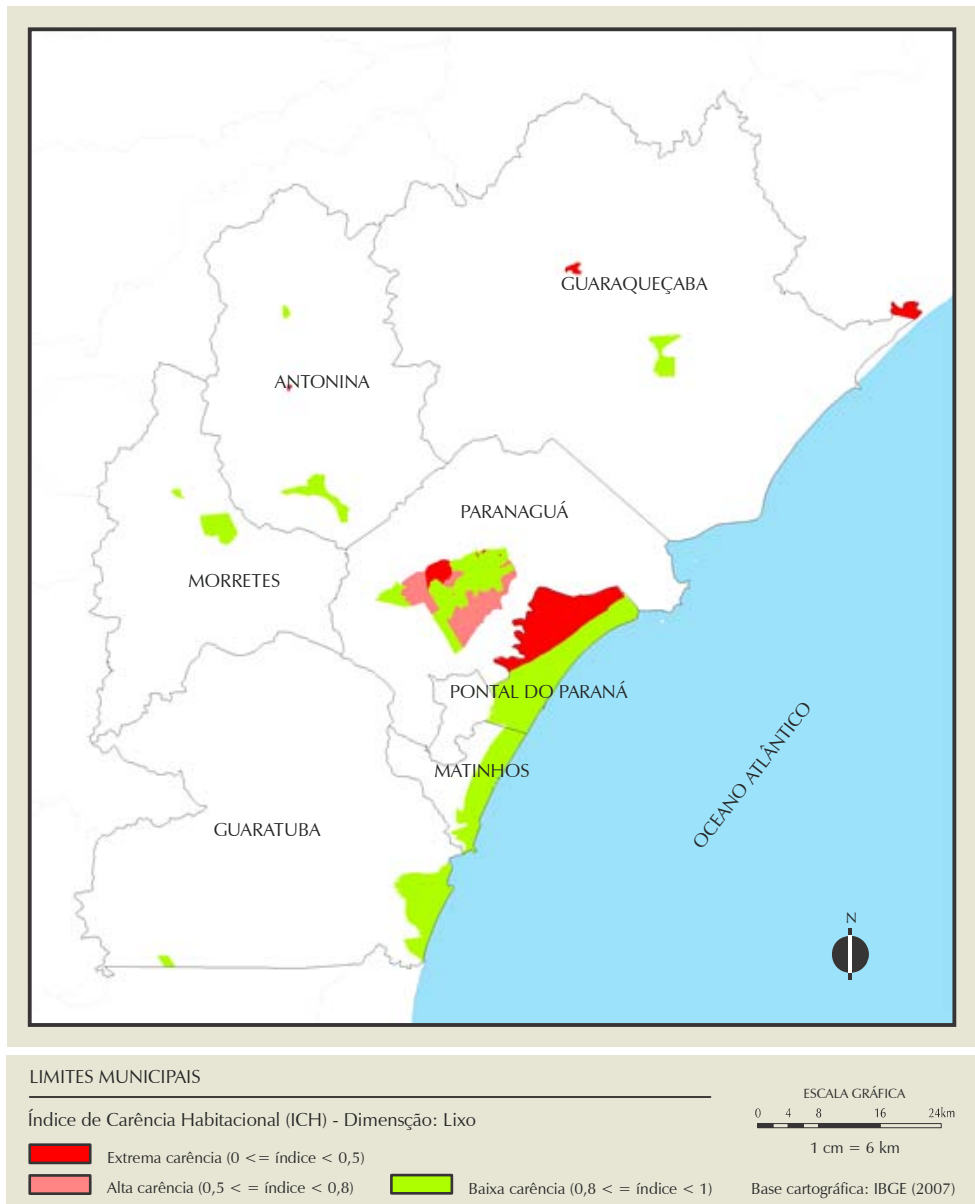 GUARAQUEÇABA
ANTONINA
PARANAGUÁ
MORRETES
PONTAL DO PARANÁ
MATINHOS
OCEANO ATLÂNTICO
GUARATUBA
N
LIMITES MUNICIPAIS
Índice de Carência Habitacional (ICH) - Dimensção: Lixo
Extrema carência (0 <= índice < 0,5)
Alta carência (0,5 < = índice < 0,8)
Baixa carência (0,8 < = índice < 1)
ESCALA GRÁFICA
0 4 8 16 24km
1 cm = 6 km
Base cartográfica: IBGE (2007)